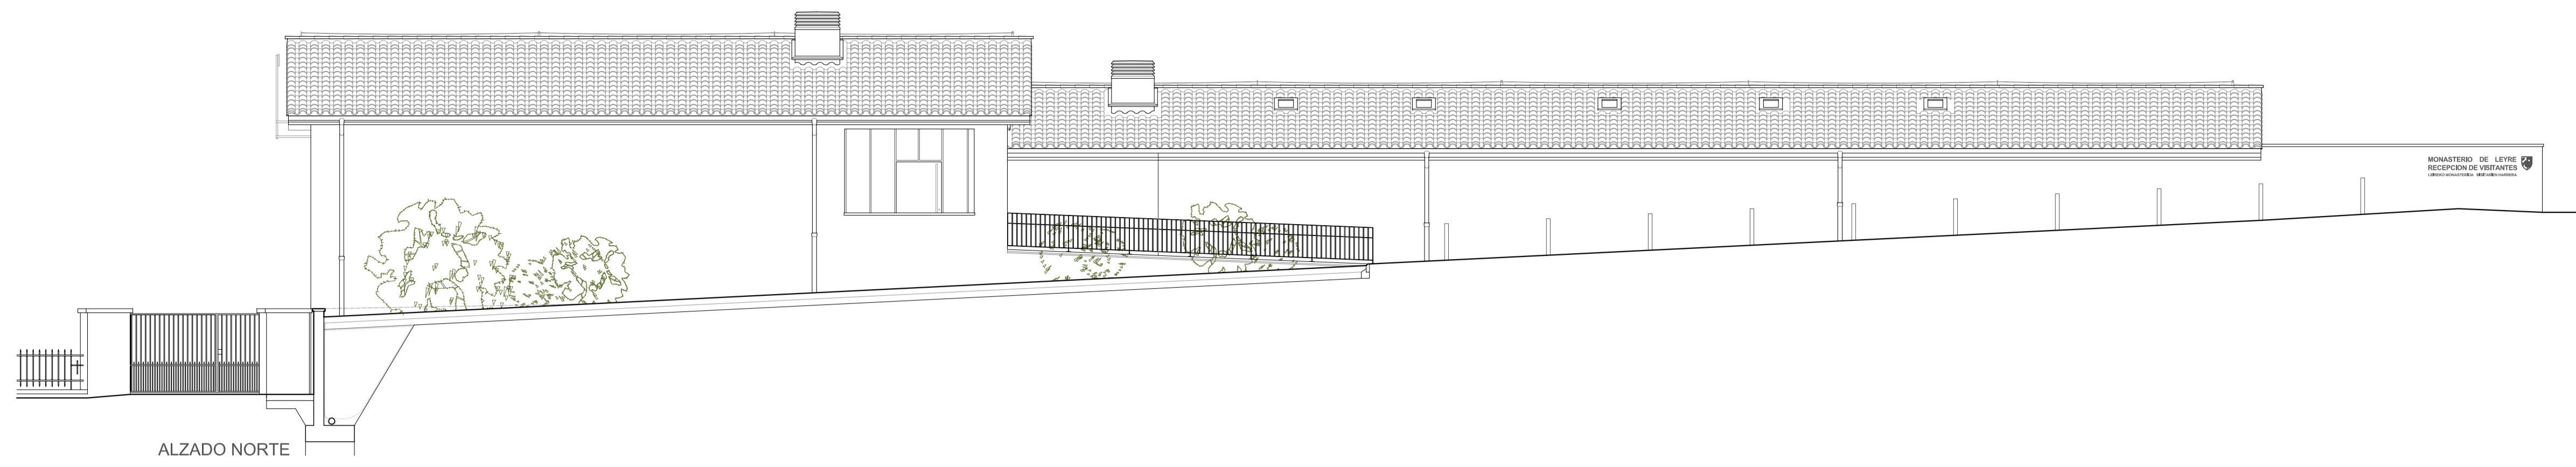 MONASTERIO DE LEYRE
RECEPCION DE VISITANTES
ALZADO NORTE